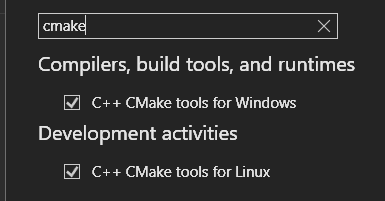 cmake
Compilers, build tools, and runtimes
C++ CMake tools for Windows
Development activities
C++ CMake tools for Linux